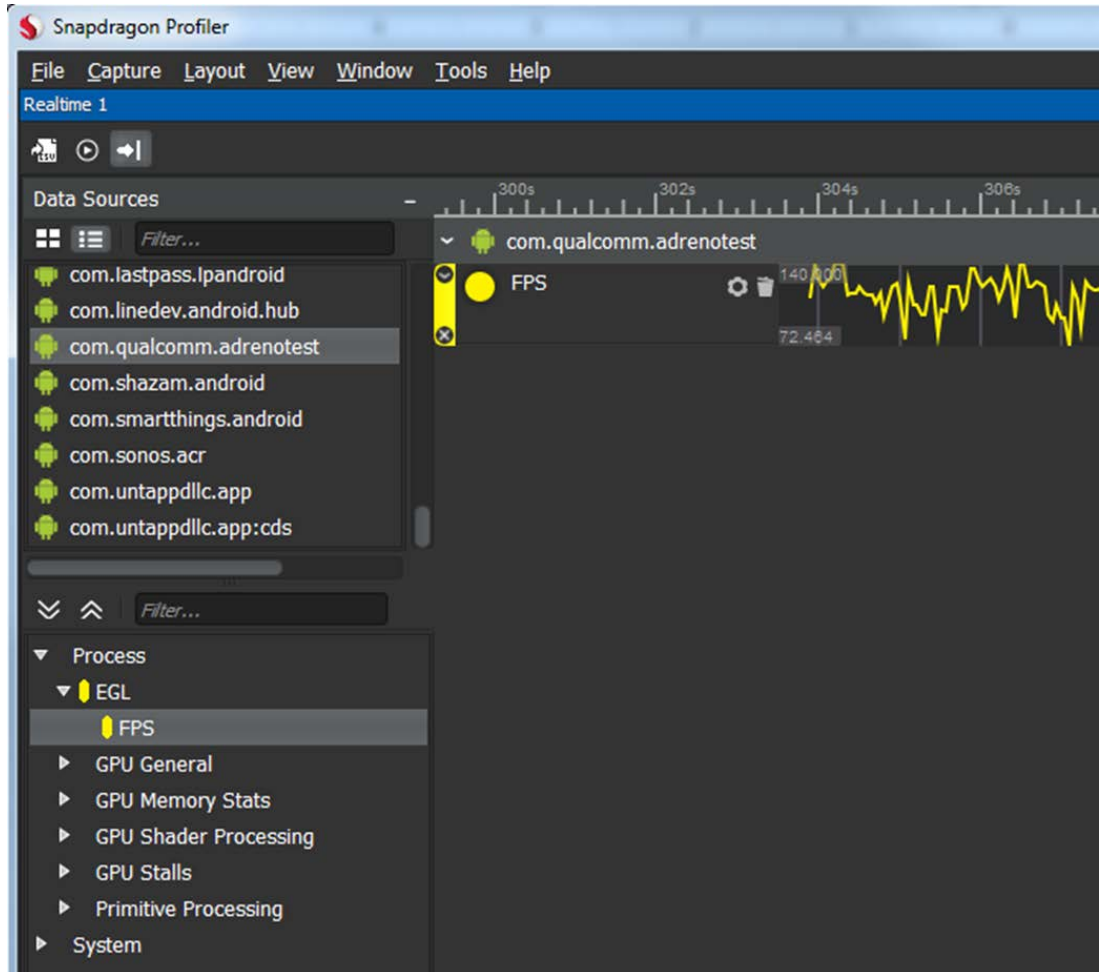 Snapdragon Profiler
File Capture Layout View Window Tools Help
Realtime 1
CSV
Data Sources
300s 302s 304s 306s
Filter...
com.qualcomm.adrenotest
com.lastpass.lpandroid
com.linedev.android.hub
com.qualcomm.adrenotest
com.shazam.android
com.smartthings.android
com.sonos.acr
com.untappdllc.app
com.untappdllc.app:cds
FPS
140.000
72.464
Filter...
Process
EGL
FPS
GPU General
GPU Memory Stats
GPU Shader Processing
GPU Stalls
Primitive Processing
System